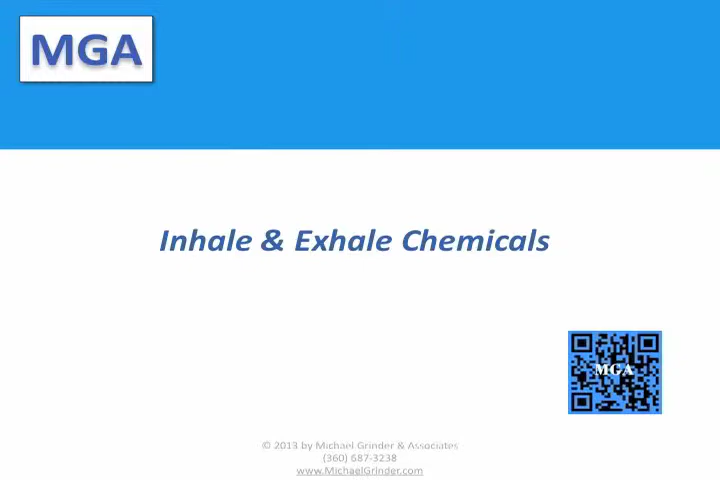 MGA
Inhale & Exhale Chemicals
MGA
© 2013 by Michael Grinder & Associates
(360) 687-3238
www.MichaelGrinder.com